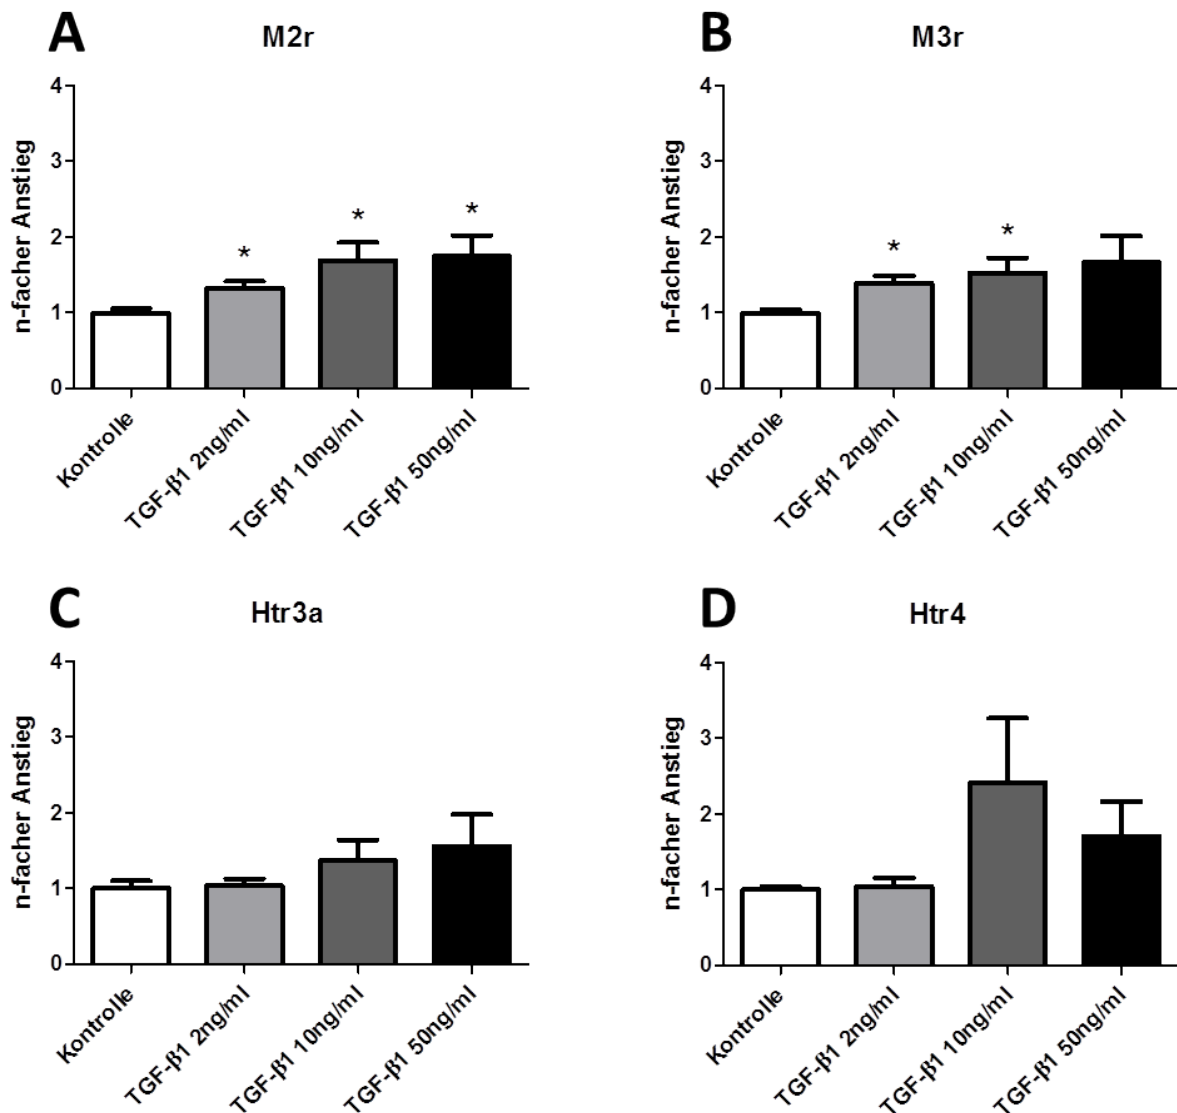 A
M2r
n-facher Anstieg
4
3
2
1
0
*
*
*
Kontrolle
TGF-β1 2ng/ml
TGF-β1 10ng/ml
TGF-β1 50ng/ml
B
M3r
n-facher Anstieg
4
3
2
1
0
*
*
Kontrolle
TGF-β1 2ng/ml
TGF-β1 10ng/ml
TGF-β1 50ng/ml
C
Htr3a
n-facher Anstieg
4
3
2
1
0
Kontrolle
TGF-β1 2ng/ml
TGF-β1 10ng/ml
TGF-β1 50ng/ml
D
Htr4
n-facher Anstieg
4
3
2
1
0
Kontrolle
TGF-β1 2ng/ml
TGF-β1 10ng/ml
TGF-β1 50ng/ml